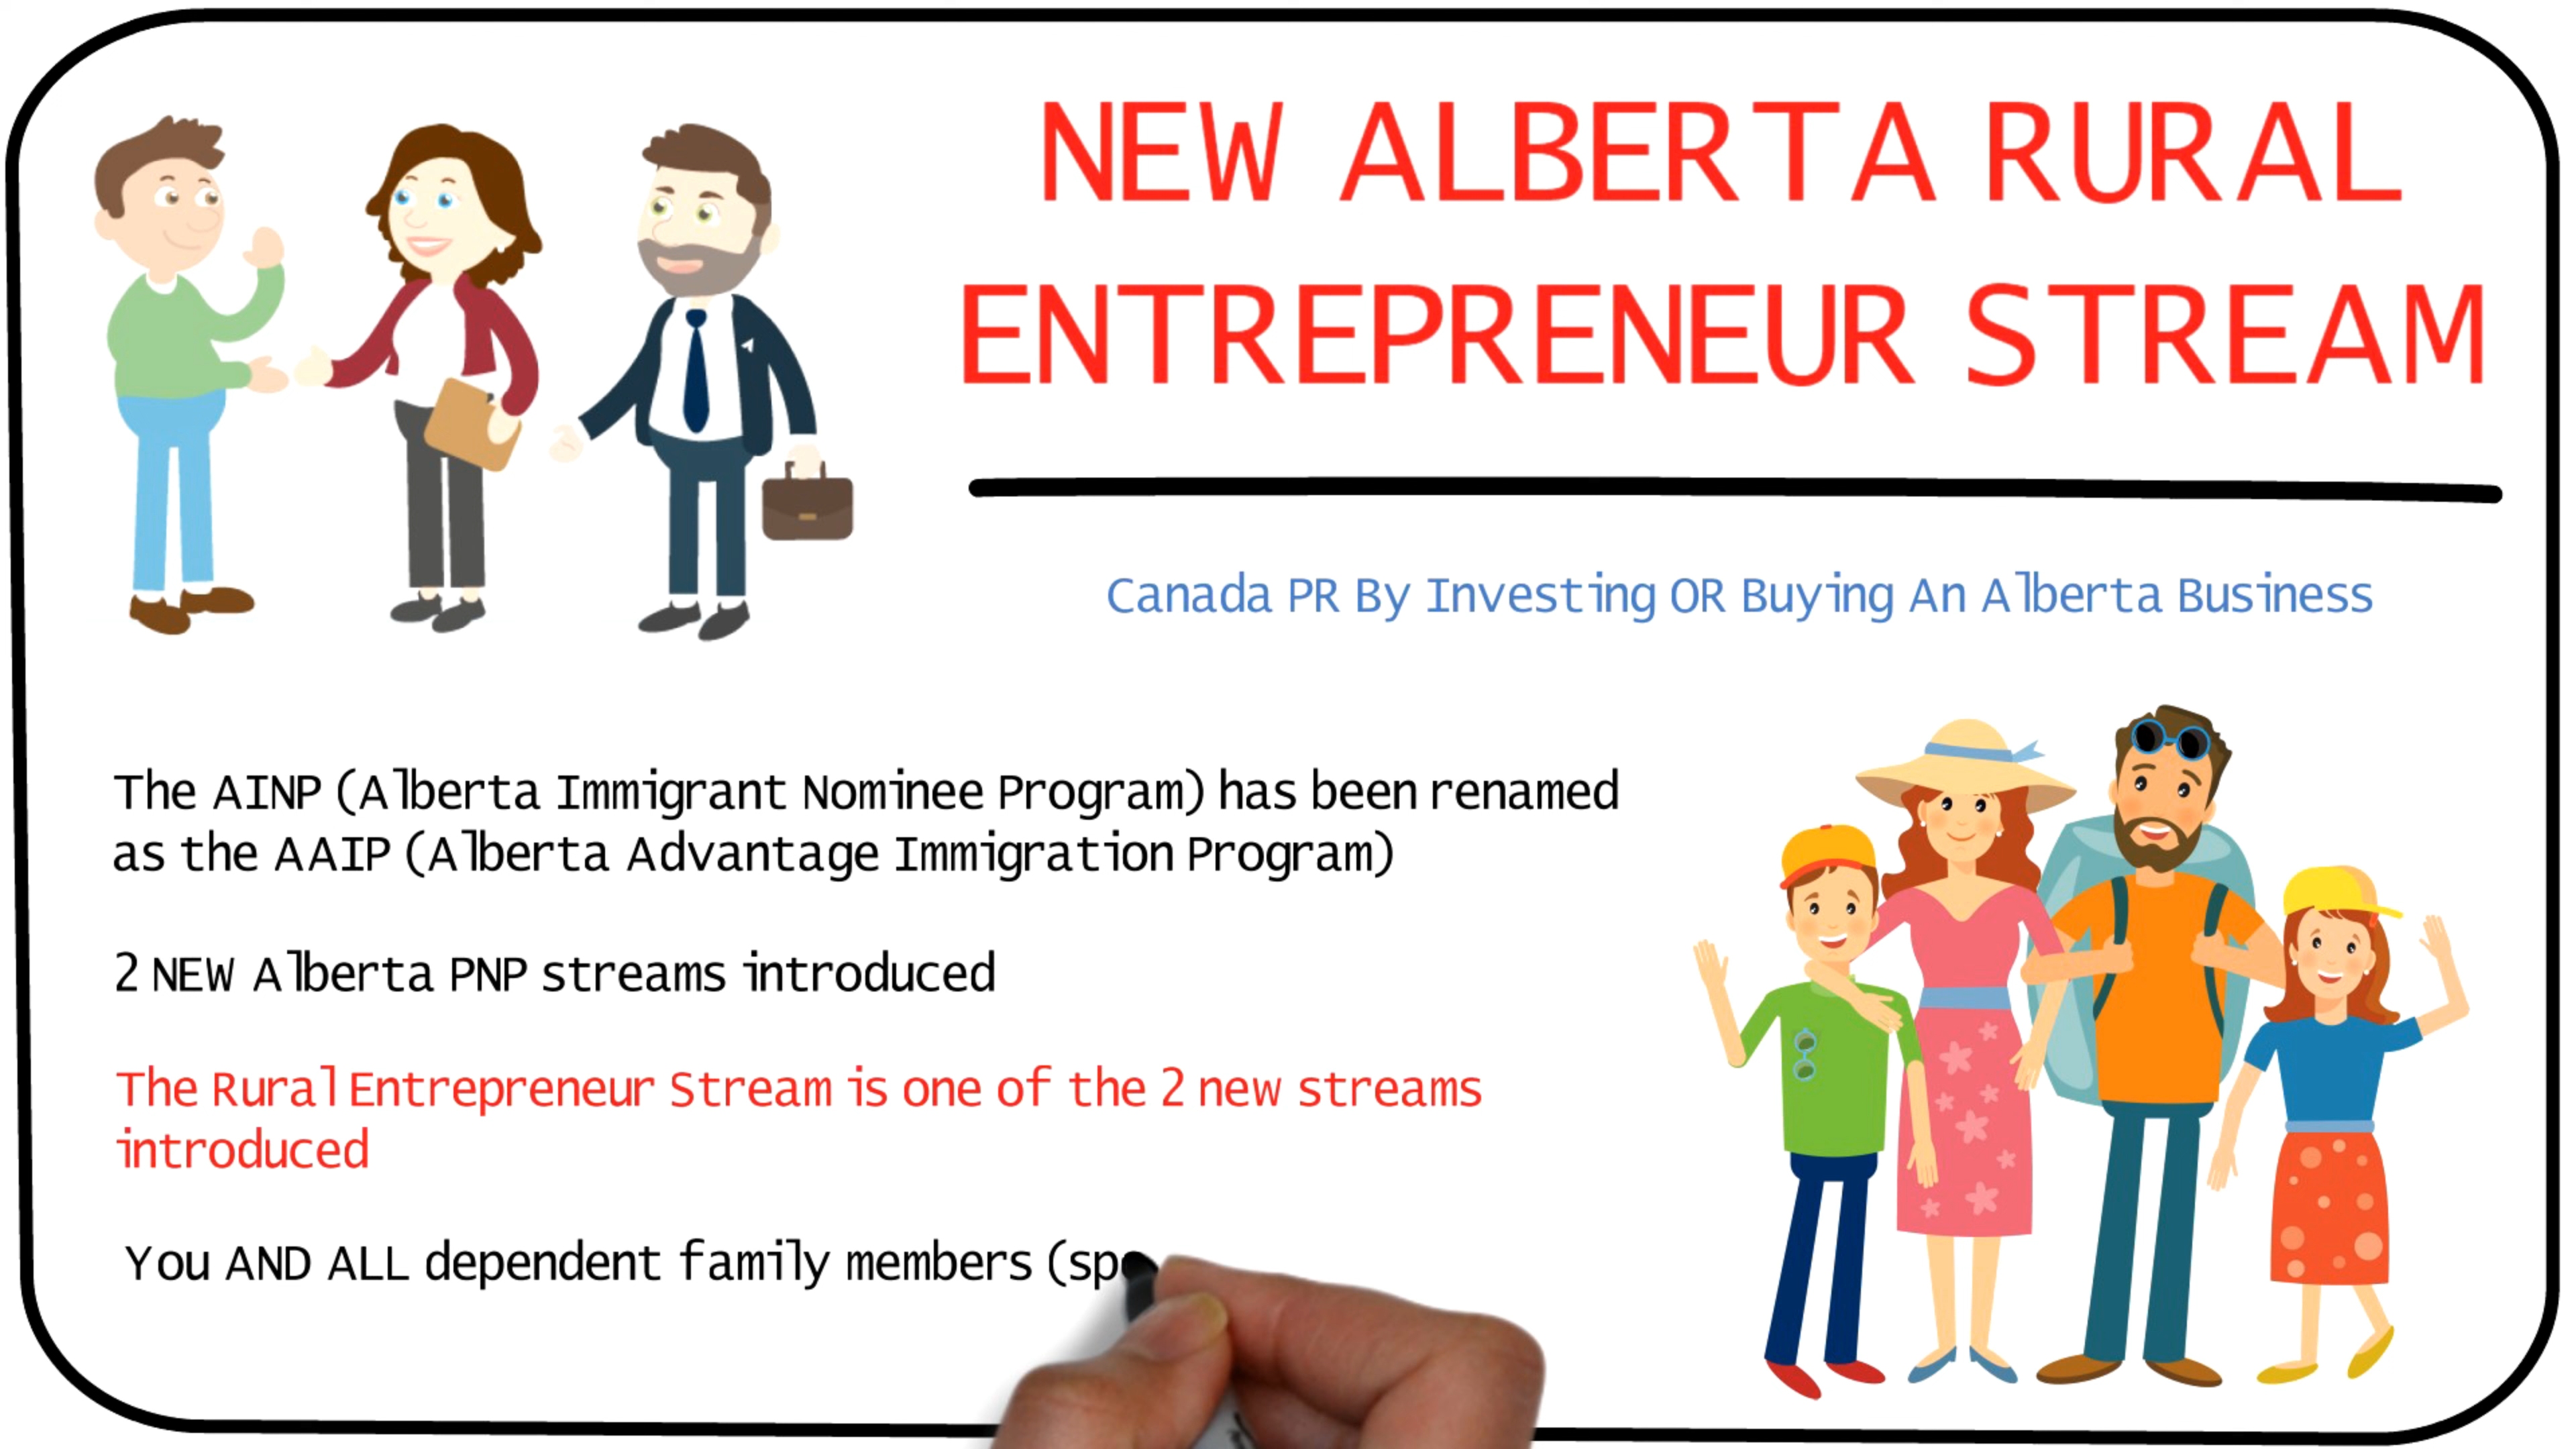 NEW ALBERTA RURAL
ENTREPRENEUR STREAM
Canada PR By Investing OR Buying An Alberta Business
The AINP (Alberta Immigrant Nominee Program) has been renamed
as the AAIP (Alberta Advantage Immigration Program)
2 NEW Alberta PNP streams introduced
The Rural Entrepreneur Stream is one of the 2 new streams
introduced
You AND ALL dependent family members